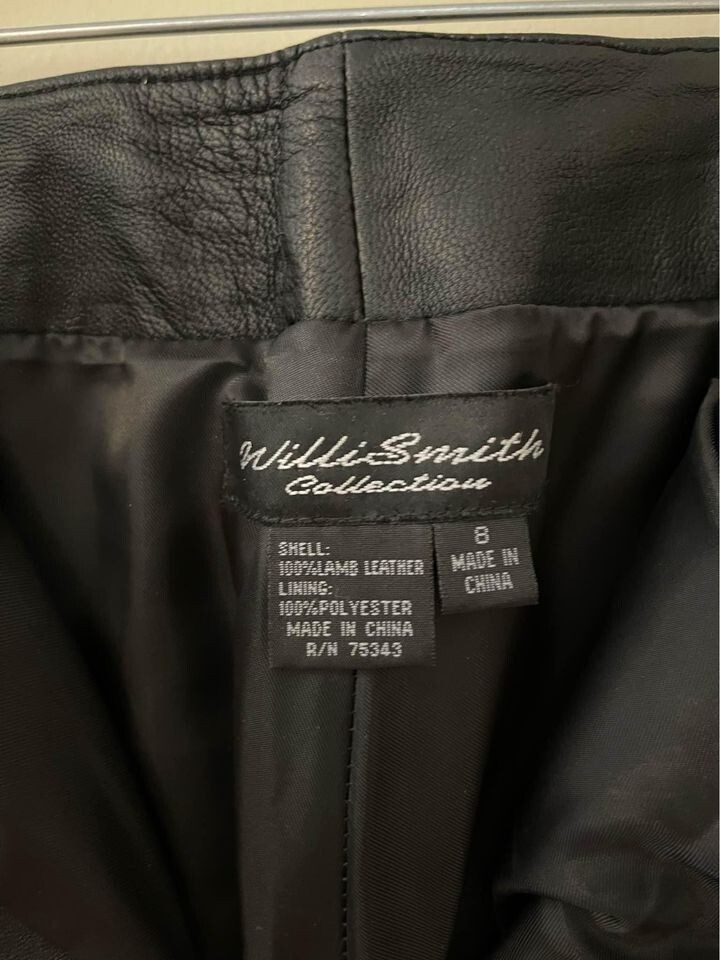 WilliSmith
Collection
SHELL:
100%LAMB LEATHER
LINING:
100%POLYESTER
MADE IN CHINA
R/N 75343
8
MADE IN
CHINA